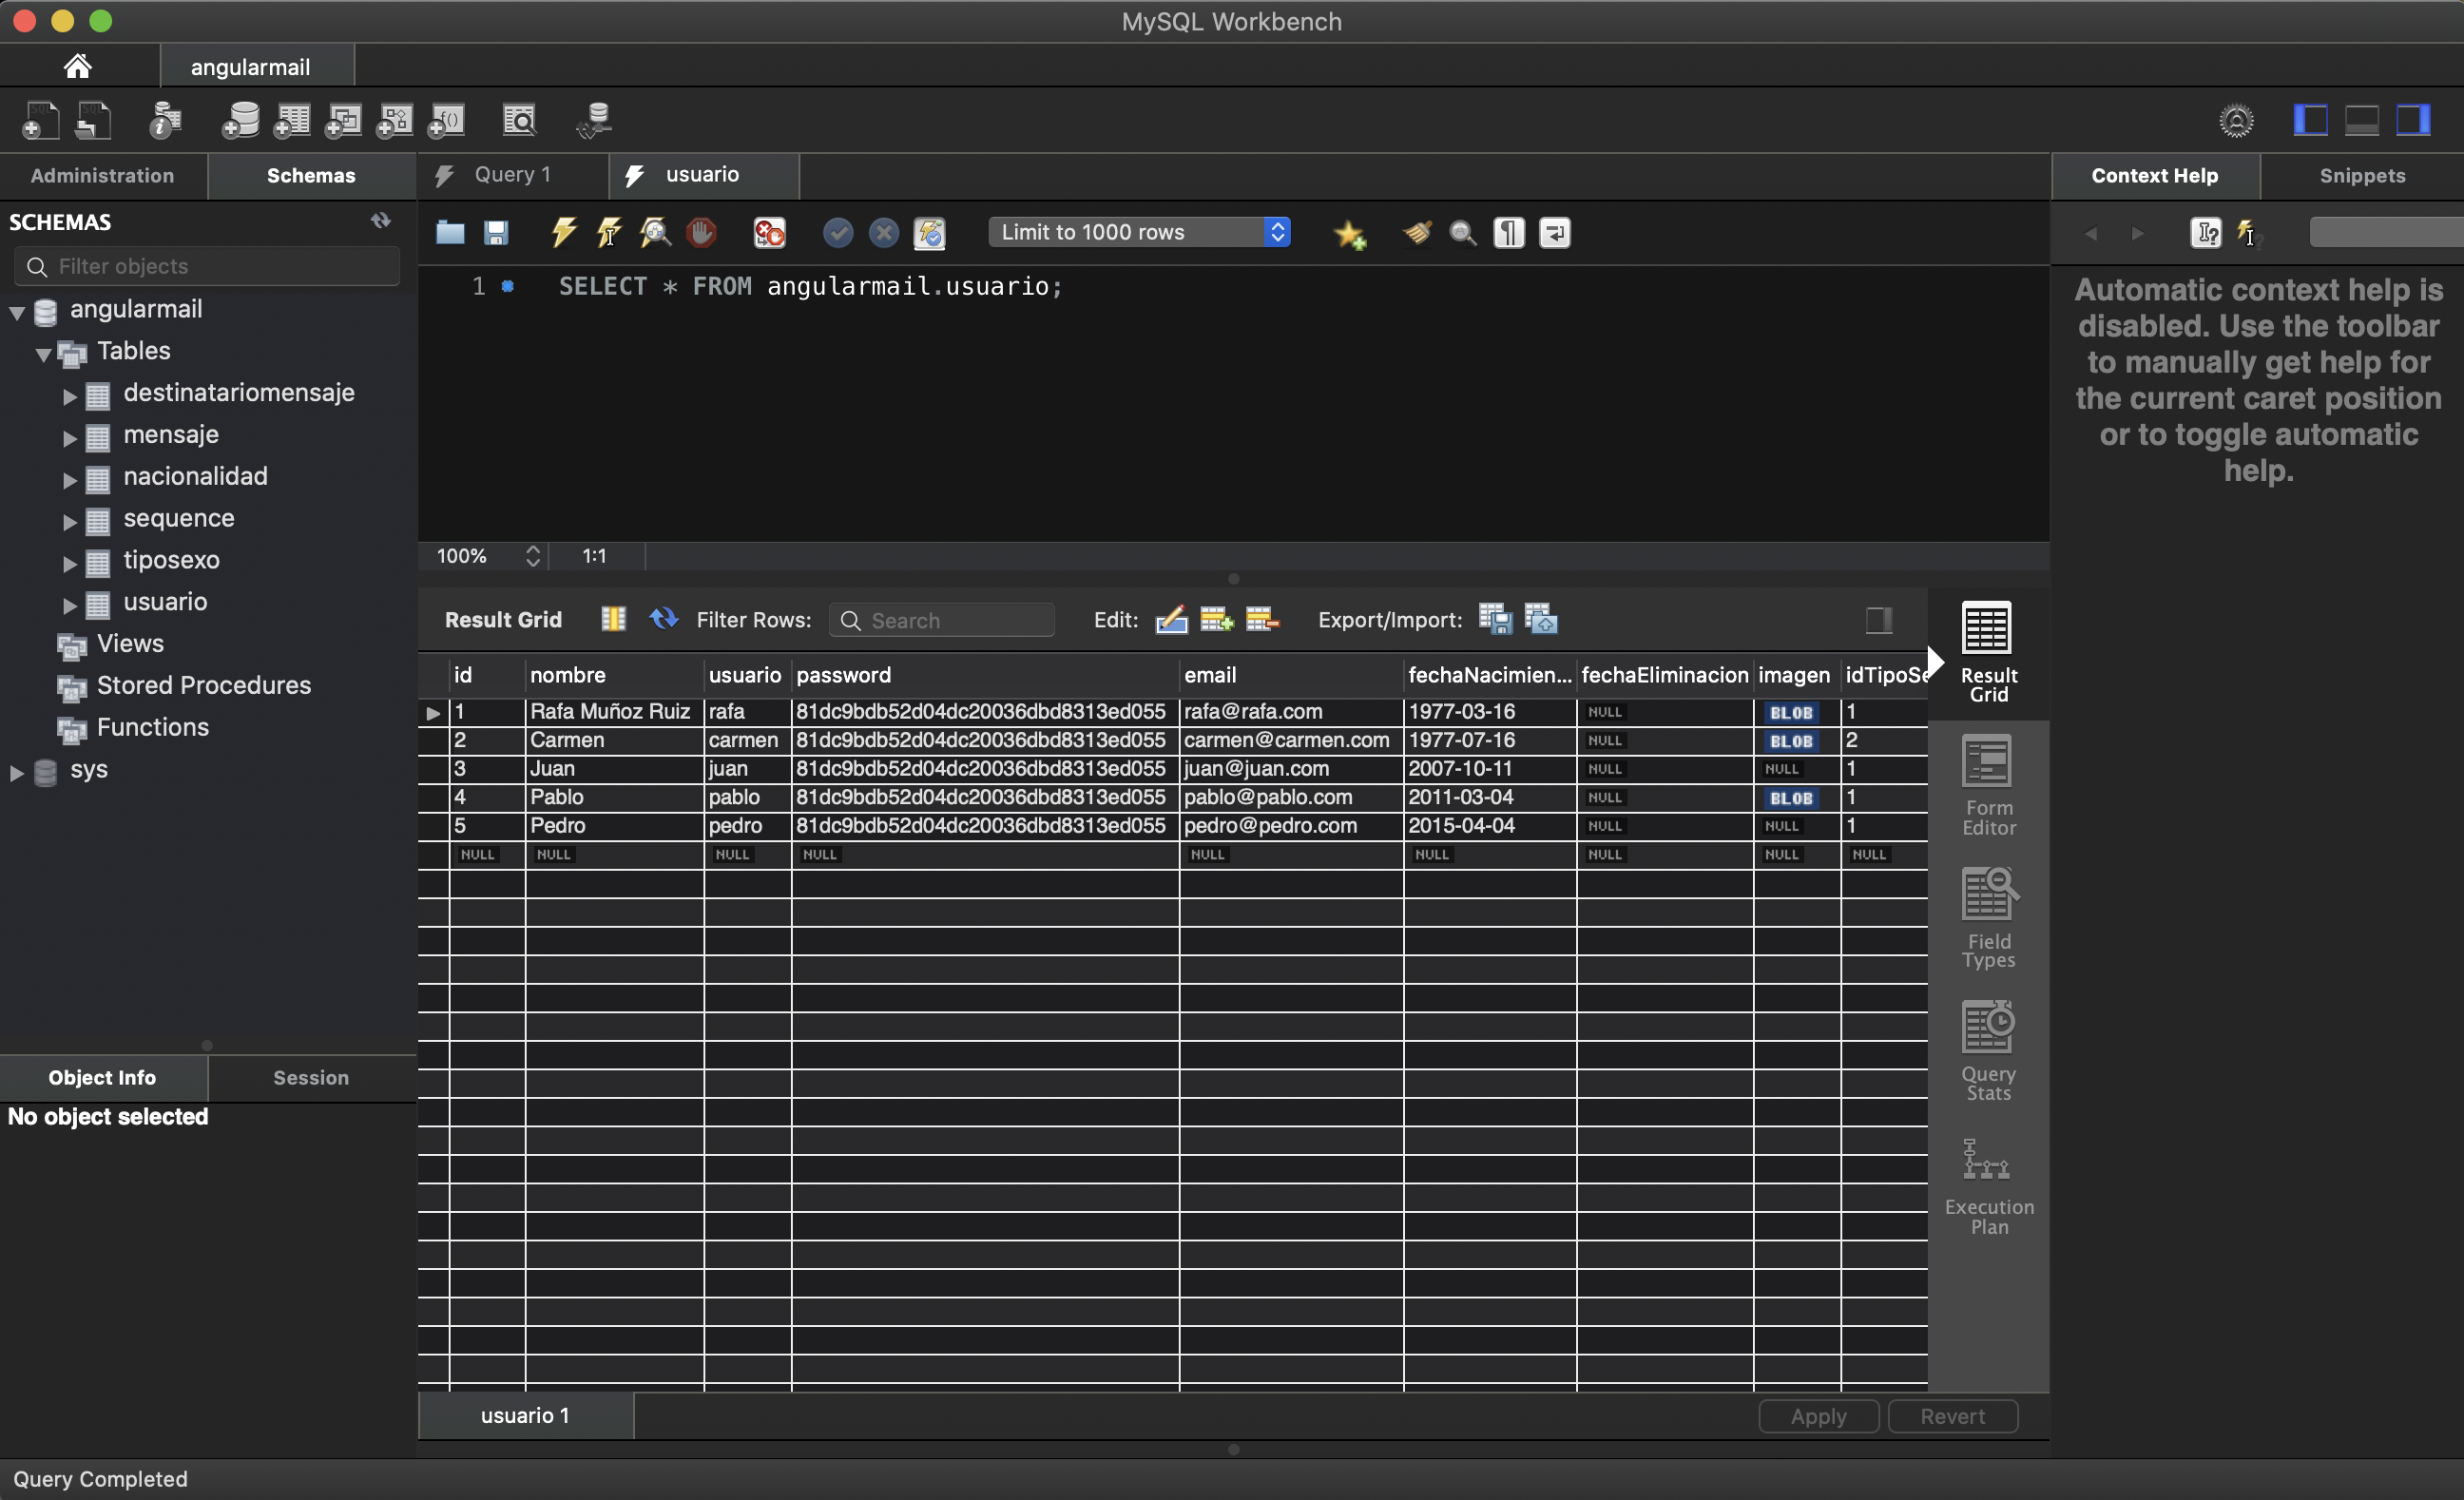 MySQL Workbench
angularmail
Administration
Schemas
Query 1
usuario
Context Help
Snippets
SCHEMAS
Filter objects
Limit to 1000 rows
angularmail
Tables
destinatariomensaje
mensaje
nacionalidad
sequence
tiposexo
usuario
Views
Stored Procedures
Functions
sys
1 SELECT * FROM angularmail.usuario;
Automatic context help is
disabled. Use the toolbar
to manually get help for
the current caret position
or to toggle automatic
help.
100% 1:1
Result Grid Filter Rows: Search Edit: Export/Import:
id nombre usuario password email fechaNacimien... fechaEliminacion imagen idTipoSe
1 Rafa Muñoz Ruiz rafa 81dc9bdb52d04dc20036dbd8313ed055 rafa@rafa.com 1977-03-16 NULL BLOB 1
2 Carmen carmen 81dc9bdb52d04dc20036dbd8313ed055 carmen@carmen.com 1977-07-16 NULL BLOB 2
3 Juan juan 81dc9bdb52d04dc20036dbd8313ed055 juan@juan.com 2007-10-11 NULL NULL 1
4 Pablo pablo 81dc9bdb52d04dc20036dbd8313ed055 pablo@pablo.com 2011-03-04 NULL BLOB 1
5 Pedro pedro 81dc9bdb52d04dc20036dbd8313ed055 pedro@pedro.com 2015-04-04 NULL NULL 1
NULL NULL NULL NULL NULL NULL NULL NULL NULL
Result
Grid
Form
Editor
Field
Types
Query
Stats
Execution
Plan
Object Info
Session
No object selected
usuario 1
Apply
Revert
Query Completed